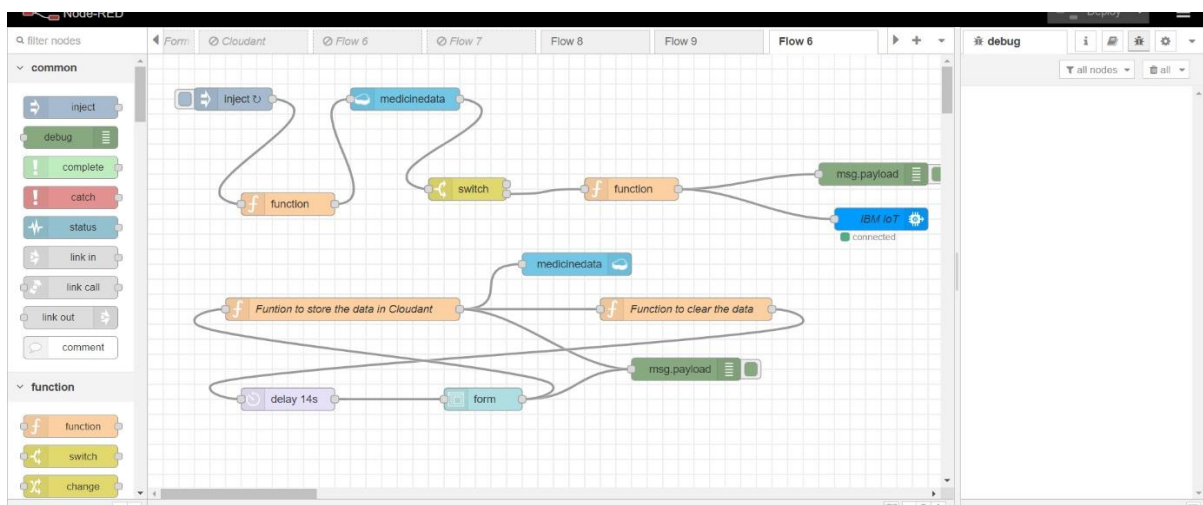 Node-RED
Deploy
filter nodes
Form
Cloudant
Flow 6
Flow 7
Flow 8
Flow 9
Flow 6
debug
i
all nodes
all
common
inject
debug
complete
catch
status
link in
link call
link out
comment
function
function
switch
change
inject ↻
medicinedata
function
switch
function
msg.payload
IBM IoT
connected
medicinedata
Funtion to store the data in Cloudant
Function to clear the data
msg.payload
delay 14s
form